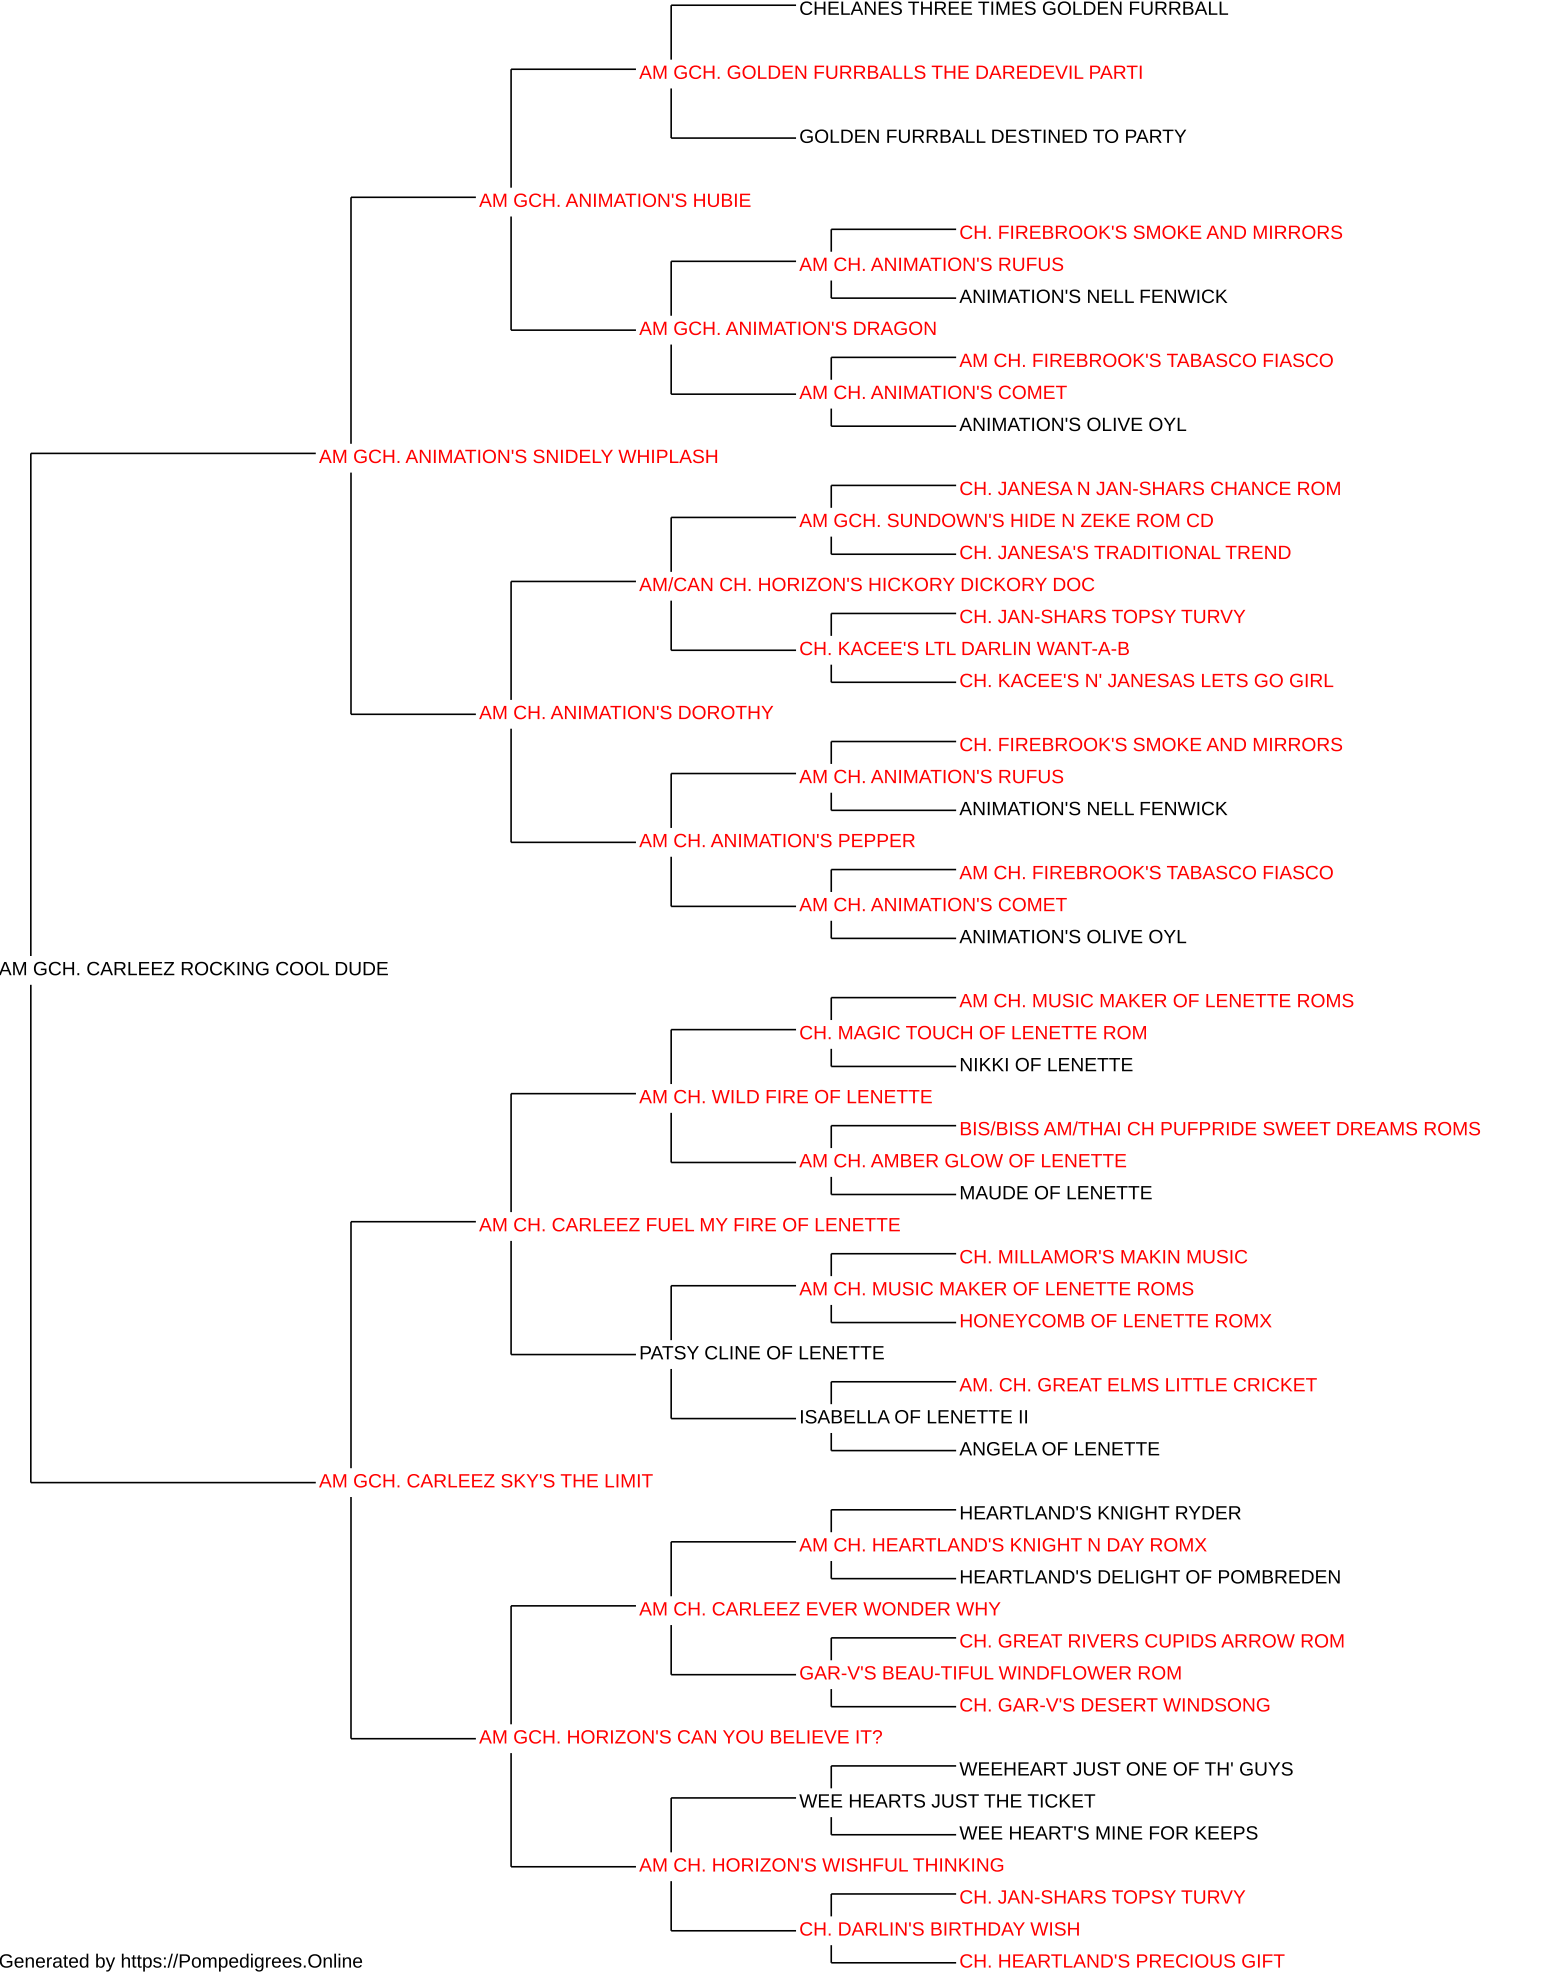 CHELANES THREE TIMES GOLDEN FURRBALL
AM GCH. GOLDEN FURRBALLS THE DAREDEVIL PARTI
GOLDEN FURRBALL DESTINED TO PARTY
AM GCH. ANIMATION'S HUBIE
CH. FIREBROOK'S SMOKE AND MIRRORS
AM CH. ANIMATION'S RUFUS
ANIMATION'S NELL FENWICK
AM GCH. ANIMATION'S DRAGON
AM CH. FIREBROOK'S TABASCO FIASCO
AM CH. ANIMATION'S COMET
ANIMATION'S OLIVE OYL
AM GCH. ANIMATION'S SNIDELY WHIPLASH
CH. JANESA N JAN-SHARS CHANCE ROM
AM GCH. SUNDOWN'S HIDE N ZEKE ROM CD
CH. JANESA'S TRADITIONAL TREND
AM/CAN CH. HORIZON'S HICKORY DICKORY DOC
CH. JAN-SHARS TOPSY TURVY
CH. KACEE'S LTL DARLIN WANT-A-B
CH. KACEE'S N' JANESAS LETS GO GIRL
AM CH. ANIMATION'S DOROTHY
CH. FIREBROOK'S SMOKE AND MIRRORS
AM CH. ANIMATION'S RUFUS
ANIMATION'S NELL FENWICK
AM CH. ANIMATION'S PEPPER
AM CH. FIREBROOK'S TABASCO FIASCO
AM CH. ANIMATION'S COMET
ANIMATION'S OLIVE OYL
AM GCH. CARLEEZ ROCKING COOL DUDE
AM CH. MUSIC MAKER OF LENETTE ROMS
CH. MAGIC TOUCH OF LENETTE ROM
NIKKI OF LENETTE
AM CH. WILD FIRE OF LENETTE
BIS/BISS AM/THAI CH PUFPRIDE SWEET DREAMS ROMS
AM CH. AMBER GLOW OF LENETTE
MAUDE OF LENETTE
AM CH. CARLEEZ FUEL MY FIRE OF LENETTE
CH. MILLAMOR'S MAKIN MUSIC
AM CH. MUSIC MAKER OF LENETTE ROMS
HONEYCOMB OF LENETTE ROMX
PATSY CLINE OF LENETTE
AM. CH. GREAT ELMS LITTLE CRICKET
ISABELLA OF LENETTE II
ANGELA OF LENETTE
AM GCH. CARLEEZ SKY'S THE LIMIT
HEARTLAND'S KNIGHT RYDER
AM CH. HEARTLAND'S KNIGHT N DAY ROMX
HEARTLAND'S DELIGHT OF POMBREDEN
AM CH. CARLEEZ EVER WONDER WHY
CH. GREAT RIVERS CUPIDS ARROW ROM
GAR-V'S BEAU-TIFUL WINDFLOWER ROM
CH. GAR-V'S DESERT WINDSONG
AM GCH. HORIZON'S CAN YOU BELIEVE IT?
WEEHEART JUST ONE OF TH' GUYS
WEE HEARTS JUST THE TICKET
WEE HEART'S MINE FOR KEEPS
AM CH. HORIZON'S WISHFUL THINKING
CH. JAN-SHARS TOPSY TURVY
CH. DARLIN'S BIRTHDAY WISH
CH. HEARTLAND'S PRECIOUS GIFT
Generated by https://Pompedigrees.Online